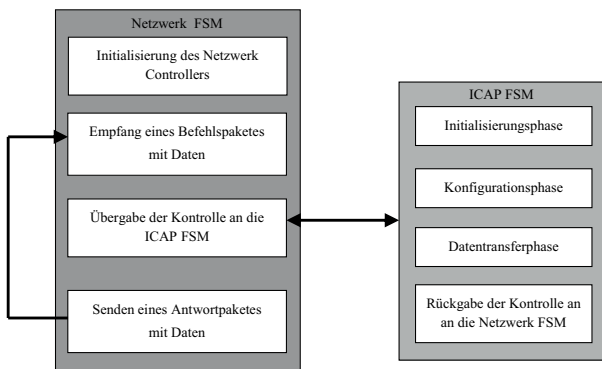 Netzwerk FSM
Initialisierung des Netzwerk
Controllers
Empfang eines Befehlspaketes
mit Daten
Übergabe der Kontrolle an die
ICAP FSM
Senden eines Antwortpaketes
mit Daten
ICAP FSM
Initialisierungsphase
Konfigurationsphase
Datentransferphase
Rückgabe der Kontrolle an
an die Netzwerk FSM